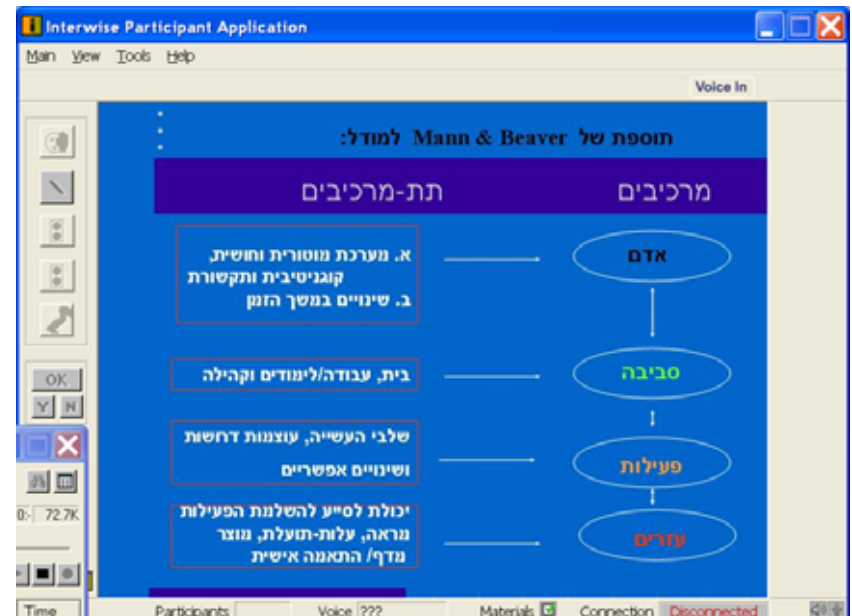 Interwise Participant Application
Main View Tools Help
Voice In
תוספת של Mann & Beaver למודל:
מרכיבים
תת-מרכיבים
אדם
א. מערכת מוטורית וחושית,
קוגניטיבית ותקשורת
ב. שינויים במשך הזמן
סביבה
בית, עבודה/לימודים וקהילה
פעילות
שלבי העשייה, עוצמות דרושות
ושינויים אפשריים
עזרים
יכולת לסייע להשלמת הפעילות
מראה, עלות-תועלת, מוצר
מדף/ התאמה אישית
OK
Y N
72.7K
Time
Participants Voice ??? Materials Connection Disconnected